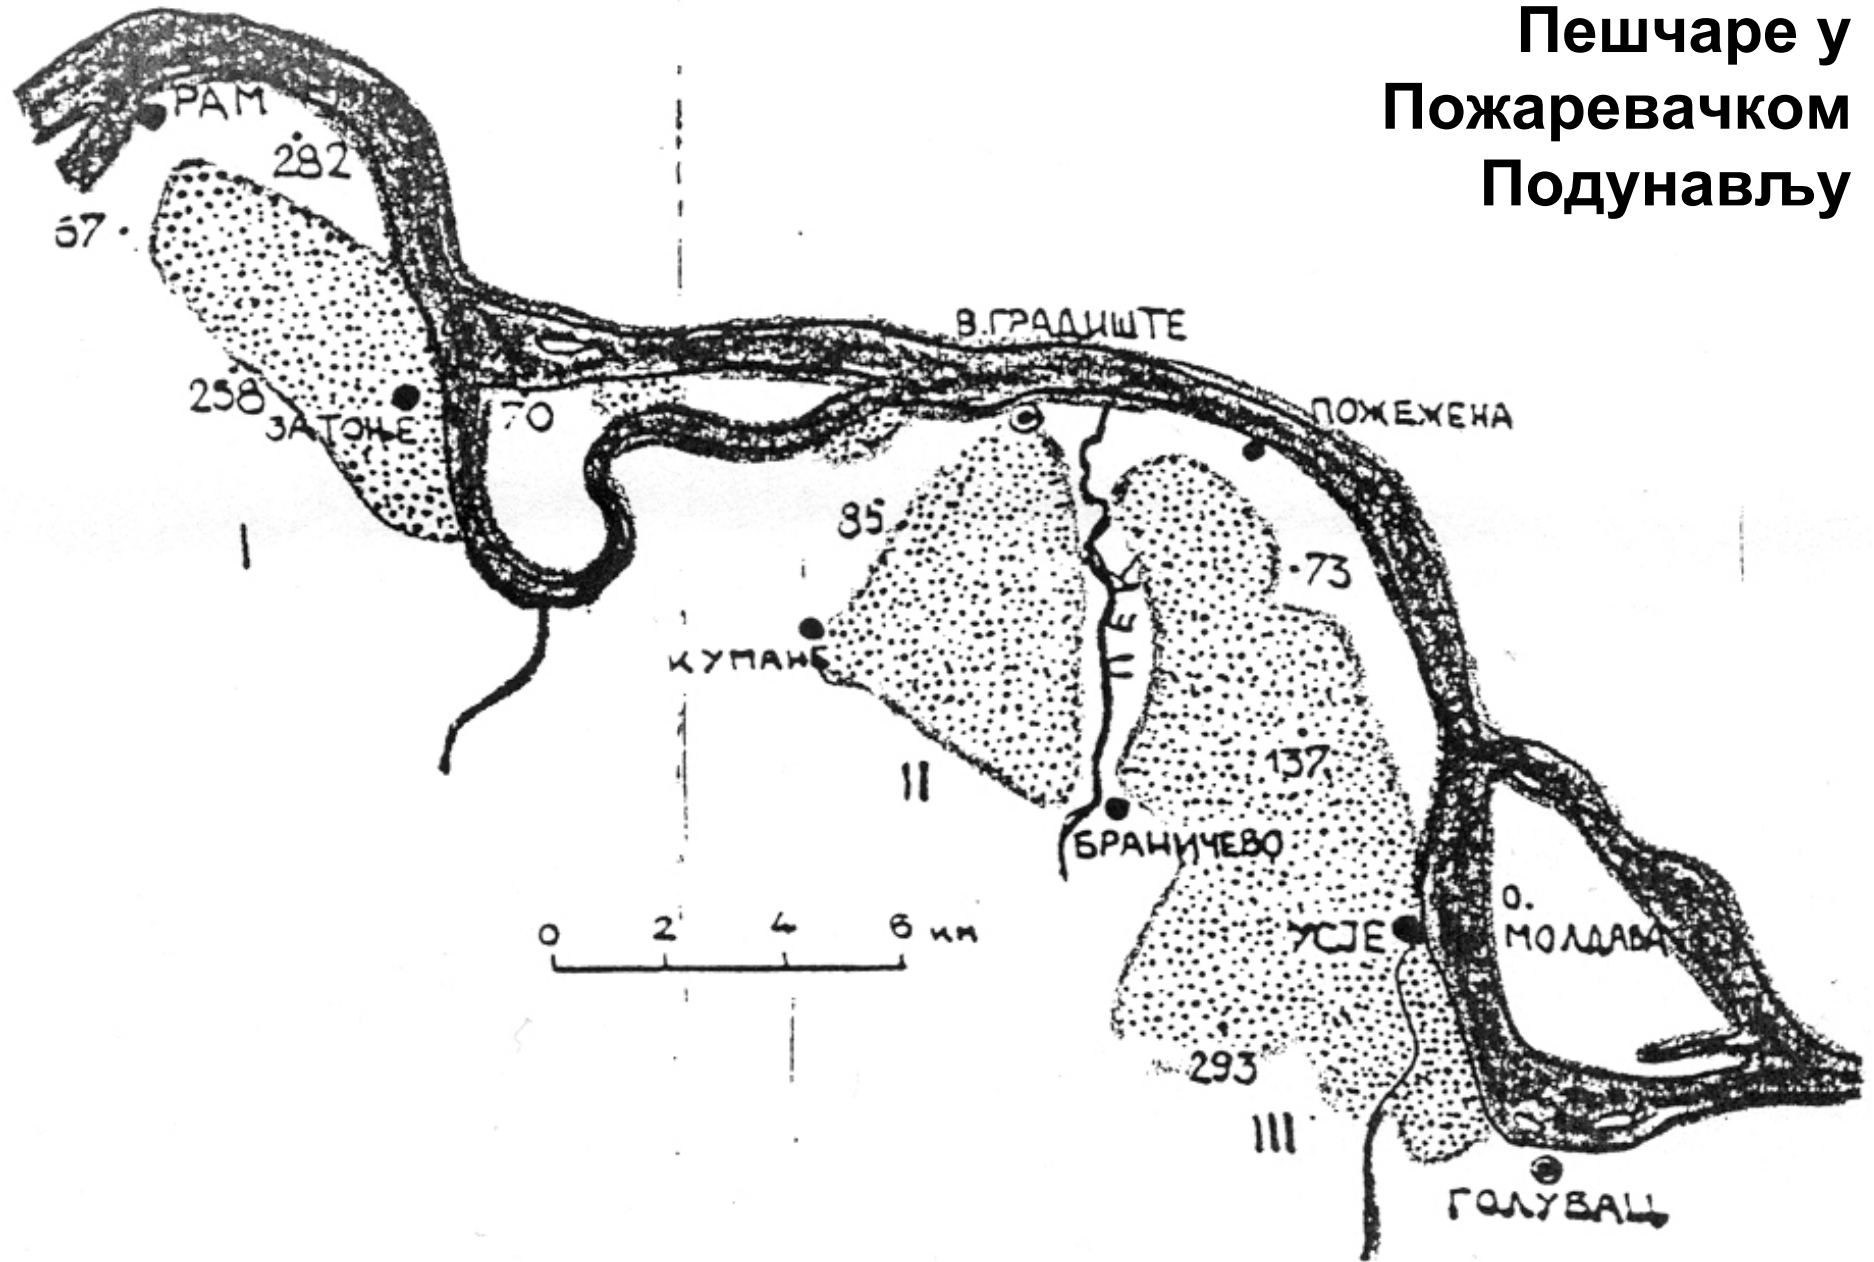 Пешчаре у
Пожаревачком
Подунављу
РАМ
282
67
В.ГРАДИШТЕ
258
ЗАТОЊЕ
70
ПОЖЕЖЕНА
85
73
I
КУМАНЕ
ПЕК
137
II
БРАНИЧЕВО
0 2 4 6 км
УСЈЕ
О.
МОЛДАВА
293
III
ГОЛУБАЦ